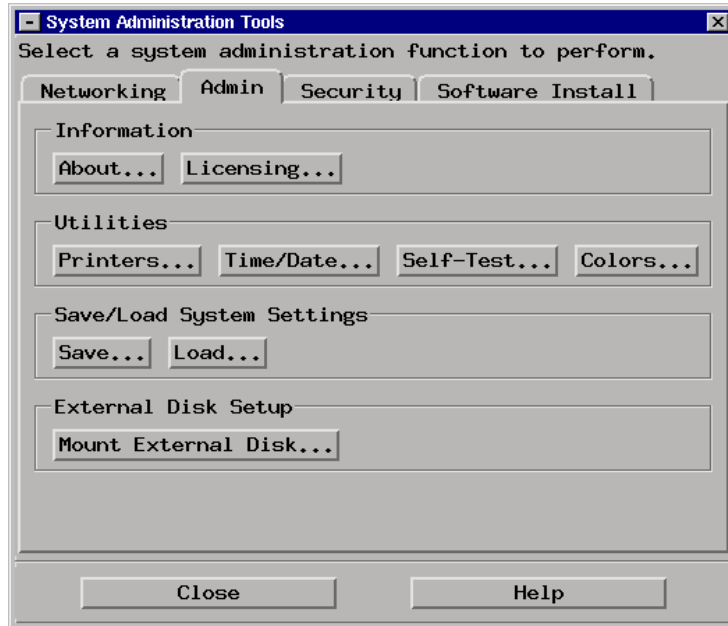 System Administration Tools
Select a system administration function to perform.
Networking Admin Security Software Install
Information
About... Licensing...
Utilities
Printers... Time/Date... Self-Test... Colors...
Save/Load System Settings
Save... Load...
External Disk Setup
Mount External Disk...
Close Help